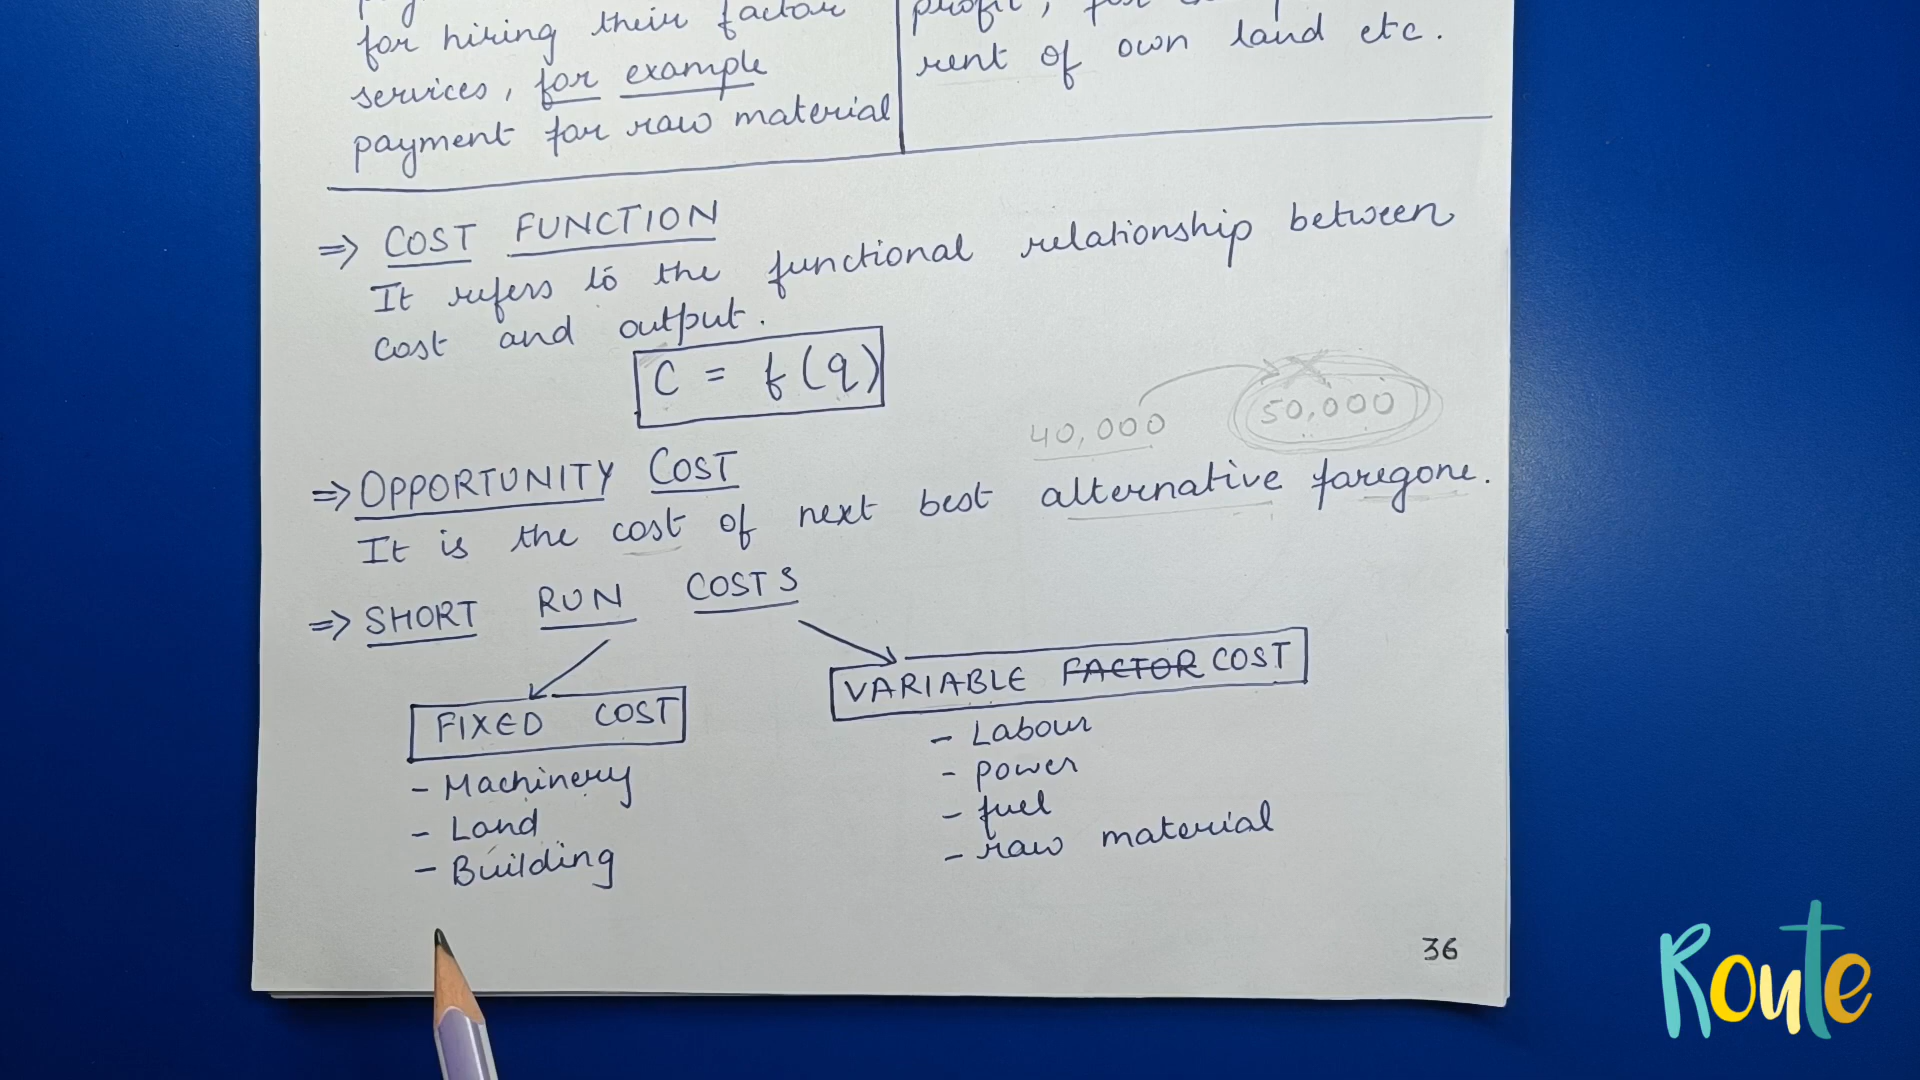 for hiring their factor
services, for example
payment for raw material
rent of own land etc.
⇒ COST FUNCTION
It refers to the functional relationship between
cost and output.
C = f(q)
40,000 50,000
⇒ OPPORTUNITY COST
It is the cost of next best alternative foregone.
⇒ SHORT RUN COSTS
FIXED COST
- Machinery
- Land
- Building
VARIABLE FACTOR COST
- Labour
- power
- fuel
- raw material
36
Route